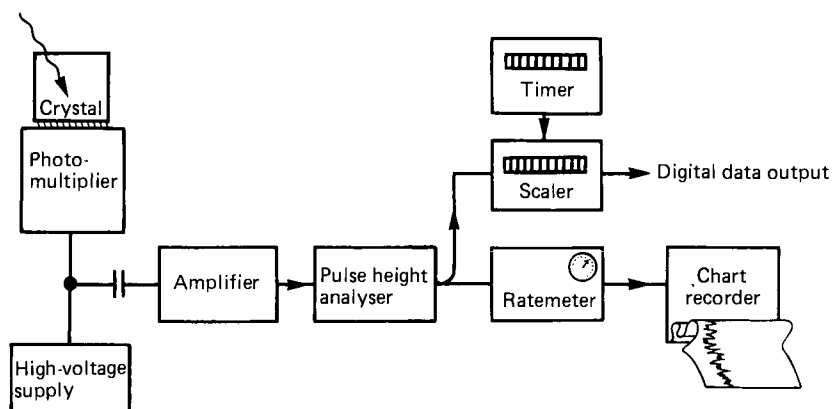 Crystal
Photo-
multiplier
High-voltage
supply
Amplifier
Pulse height
analyser
Timer
Scaler
Digital data output
Ratemeter
Chart
recorder